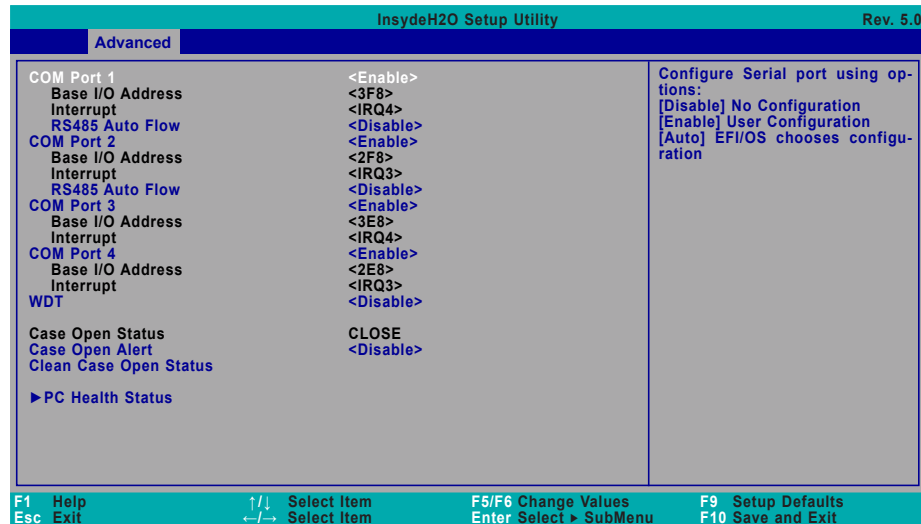 InsydeH2O Setup Utility Rev. 5.0
Advanced
COM Port 1 <Enable>
Base I/O Address <3F8>
Interrupt <IRQ4>
RS485 Auto Flow <Disable>
COM Port 2 <Enable>
Base I/O Address <2F8>
Interrupt <IRQ3>
RS485 Auto Flow <Disable>
COM Port 3 <Enable>
Base I/O Address <3E8>
Interrupt <IRQ4>
COM Port 4 <Enable>
Base I/O Address <2E8>
Interrupt <IRQ3>
WDT <Disable>
Case Open Status CLOSE
Case Open Alert <Disable>
Clean Case Open Status
►PC Health Status
Configure Serial port using op-
tions:
[Disable] No Configuration
[Enable] User Configuration
[Auto] EFI/OS chooses configu-
ration
F1 Help ↑/↓ Select Item F5/F6 Change Values F9 Setup Defaults
Esc Exit ←/→ Select Item Enter Select ► SubMenu F10 Save and Exit